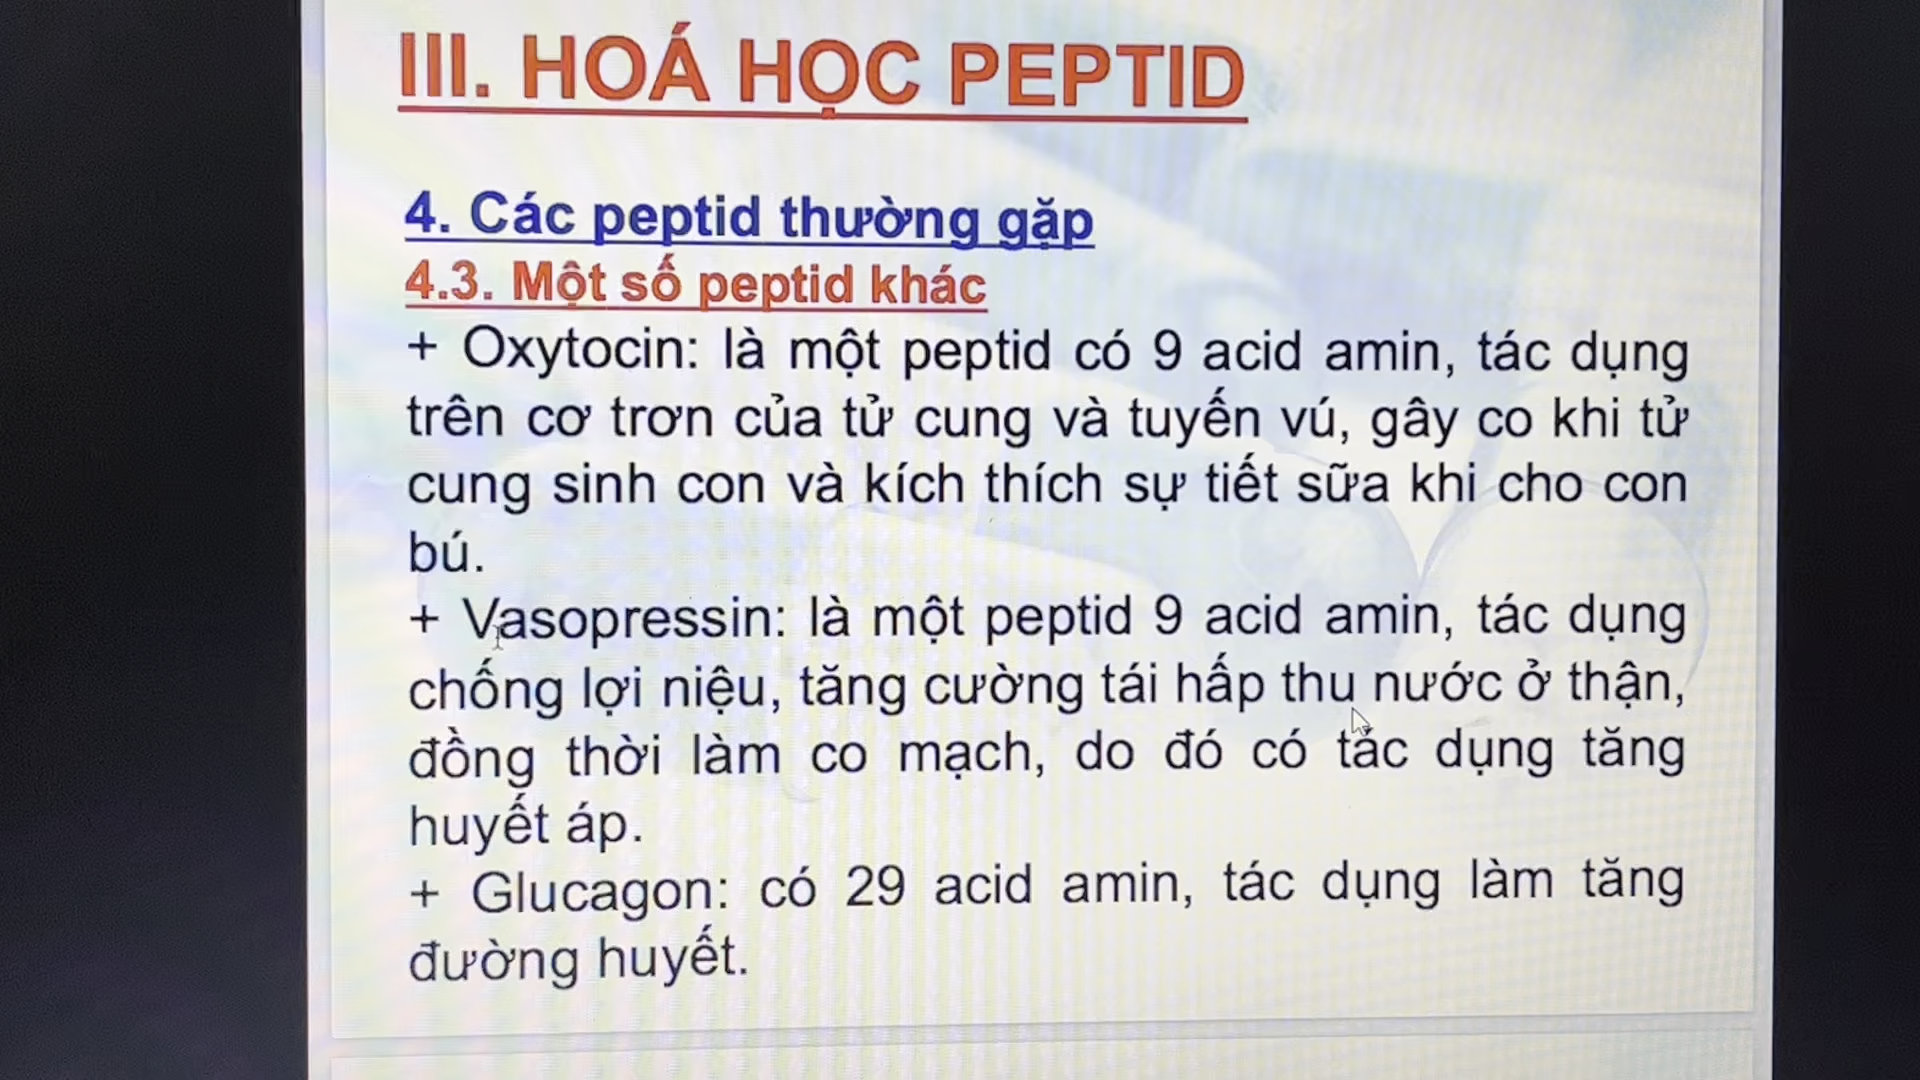 III. HOÁ HỌC PEPTID
4. Các peptid thường gặp
4.3. Một số peptid khác
+ Oxytocin: là một peptid có 9 acid amin, tác dụng
trên cơ trơn của tử cung và tuyến vú, gây co khi tử
cung sinh con và kích thích sự tiết sữa khi cho con
bú.
+ Vasopressin: là một peptid 9 acid amin, tác dụng
chống lợi niệu, tăng cường tái hấp thu nước ở thận,
đồng thời làm co mạch, do đó có tác dụng tăng
huyết áp.
+ Glucagon: có 29 acid amin, tác dụng làm tăng
đường huyết.